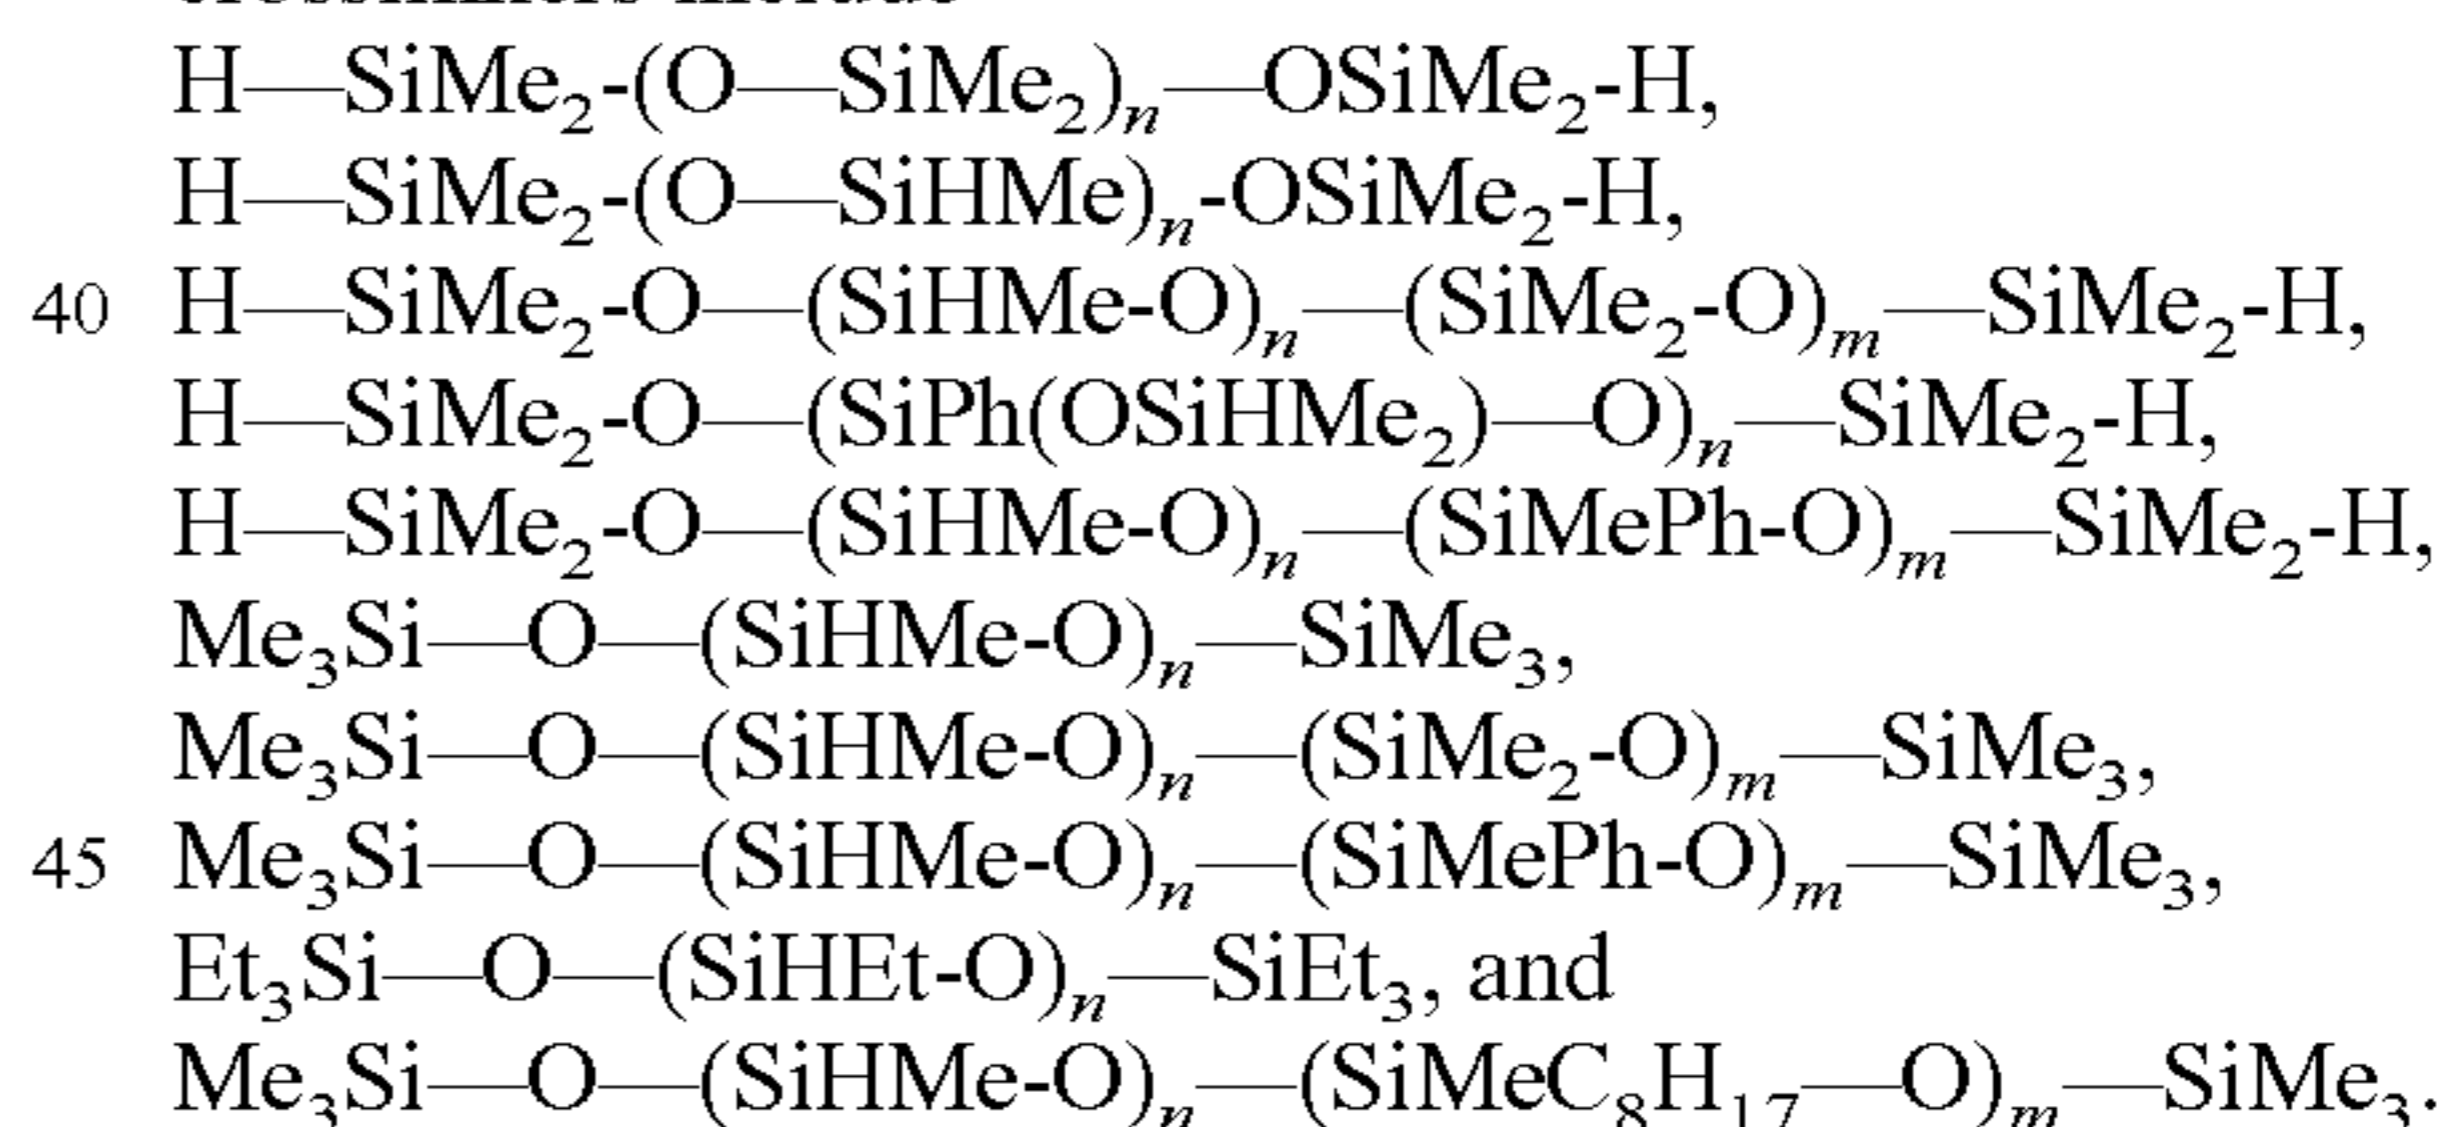 H—SiMe₂-(O—SiMe₂)ₙ—OSiMe₂-H,
H—SiMe₂-(O—SiHMe)ₙ-OSiMe₂-H,
40 H—SiMe₂-O—(SiHMe-O)ₙ—(SiMe₂-O)ₘ—SiMe₂-H,
H—SiMe₂-O—(SiPh(OSiHMe₂)—O)ₙ—SiMe₂-H,
H—SiMe₂-O—(SiHMe-O)ₙ—(SiMePh-O)ₘ—SiMe₂-H,
Me₃Si—O—(SiHMe-O)ₙ—SiMe₃,
Me₃Si—O—(SiHMe-O)ₙ—(SiMe₂-O)ₘ—SiMe₃,
45 Me₃Si—O—(SiHMe-O)ₙ—(SiMePh-O)ₘ—SiMe₃,
Et₃Si—O—(SiHEt-O)ₙ—SiEt₃, and
Me₃Si—O—(SiHMe-O)ₙ—(SiMeC₈H₁₇—O)ₘ—SiMe₃.